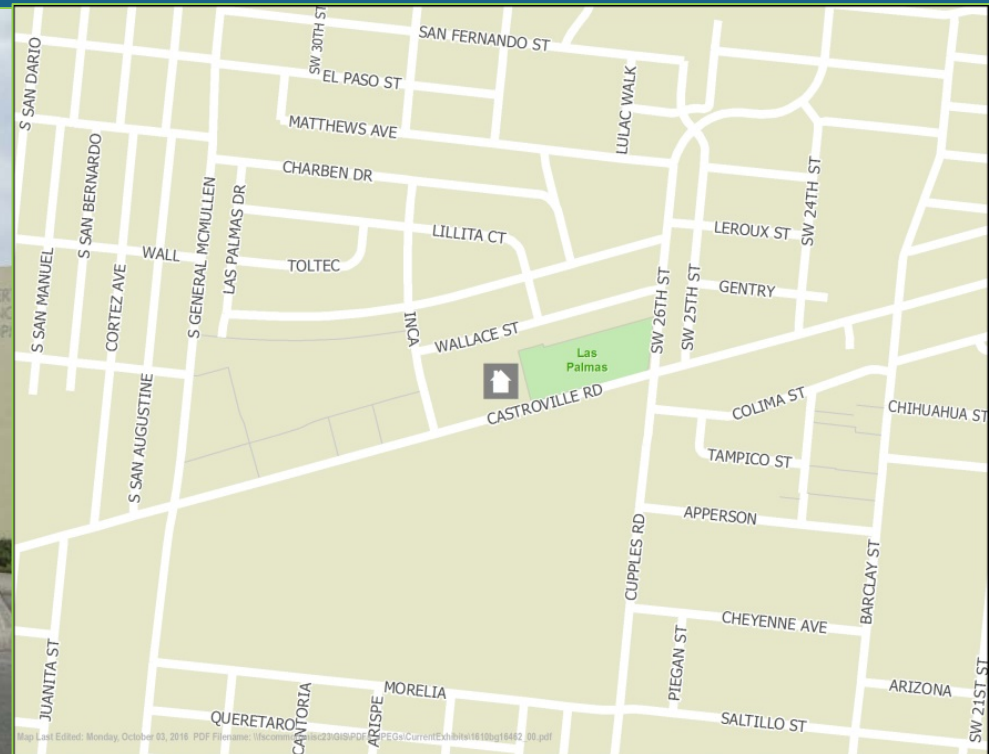 SAN FERNANDO ST
SW 30TH ST
S SAN DARIO
EL PASO ST
LULAC WALK
MATTHEWS AVE
CHARBEN DR
S SAN BERNARDO
S GENERAL MCMULLEN
LAS PALMAS DR
SW 24TH ST
LILLITA CT
LEROUX ST
WALL
TOLTEC
S SAN MANUEL
CORTEZ AVE
SW 26TH ST
SW 25TH ST
GENTRY
INCA
WALLACE ST
Las
Palmas
CASTROVILLE RD
COLIMA ST
CHIHUAHUA ST
S SAN AUGUSTINE
TAMPICO ST
APPERSON
CUPPLES RD
BARCLAY ST
CHEYENNE AVE
JUANITA ST
PIEGAN ST
MORELIA
ARIZONA
SW 21ST ST
QUERETARO
CANTORIA
ARISPE
SALTILLO ST
Map Last Edited: Monday, October 03, 2016 PDF Filename: